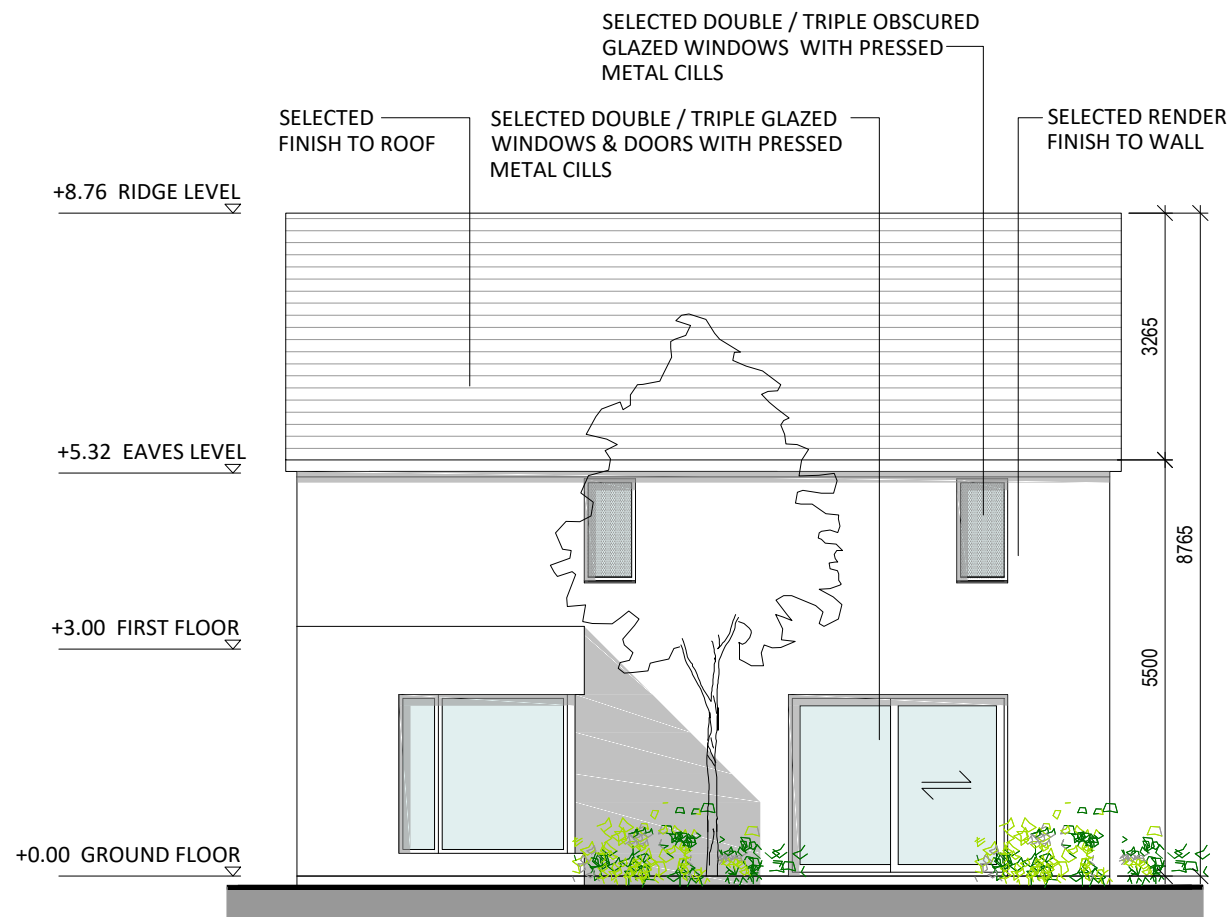 SELECTED DOUBLE / TRIPLE OBSCURED
GLAZED WINDOWS WITH PRESSED
METAL CILLS
SELECTED
FINISH TO ROOF
SELECTED DOUBLE / TRIPLE GLAZED
WINDOWS & DOORS WITH PRESSED
METAL CILLS
SELECTED RENDER
FINISH TO WALL
+8.76 RIDGE LEVEL
3265
+5.32 EAVES LEVEL
8765
+3.00 FIRST FLOOR
5500
+0.00 GROUND FLOOR